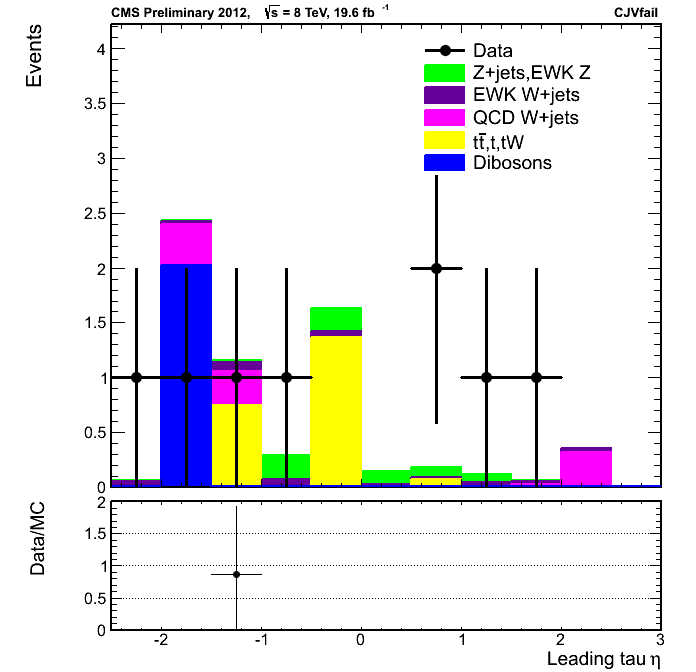 CMS Preliminary 2012, √s = 8 TeV, 19.6 fb⁻¹ CJVfail
Events
4
3.5
3
2.5
2
1.5
1
0.5
0
Data
Z+jets,EWK Z
EWK W+jets
QCD W+jets
tt̄,t,tW
Dibosons
Data/MC
2
1.5
1
0.5
0
-2 -1 0 1 2 3
Leading tau η